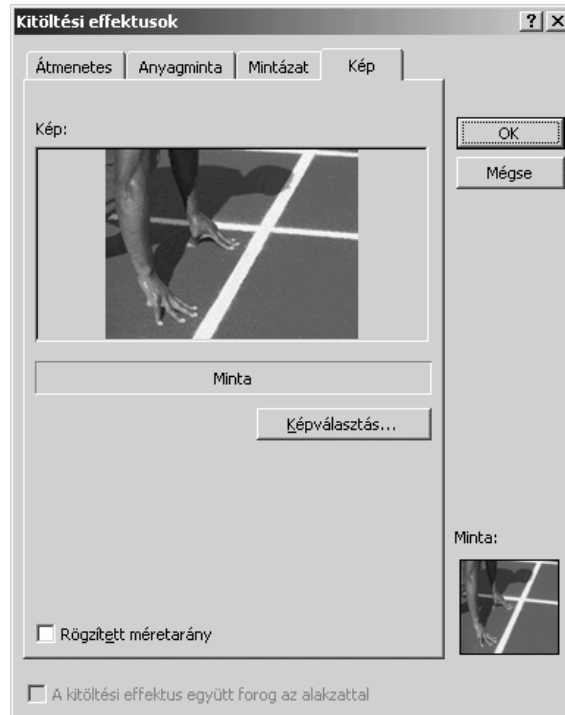 Kitöltési effektusok
Átmenetes
Anyagminta
Mintázat
Kép
Kép:
OK
Mégse
Minta
Képválasztás...
Minta:
Rögzített méretarány
A kitöltési effektus együtt forog az alakzattal